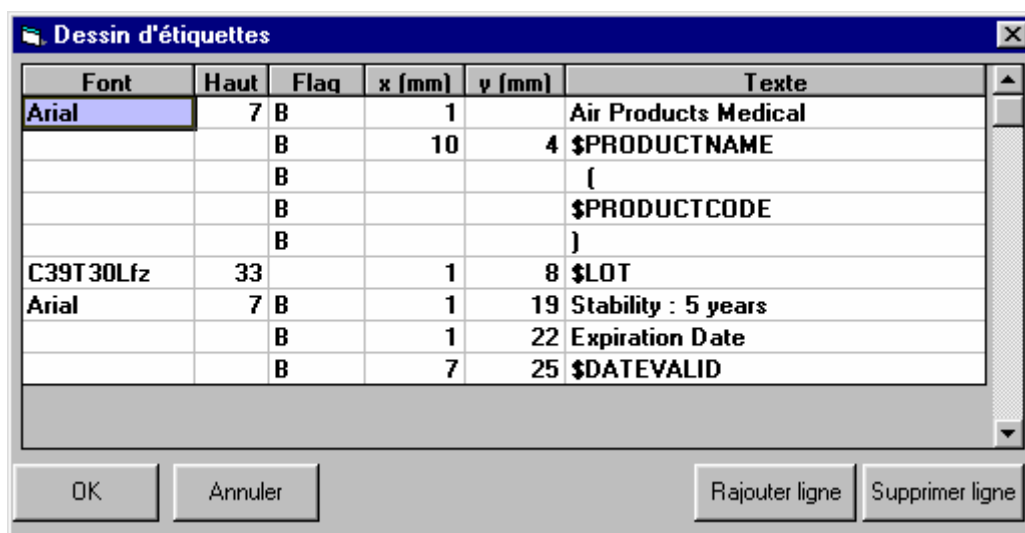 Dessin d'étiquettes
Font Haut Flag x (mm) y (mm) Texte
Arial 7 B 1 Air Products Medical
B 10 4 $PRODUCTNAME
B (
B $PRODUCTCODE
B )
C39T30Lfz 33 1 8 $LOT
Arial 7 B 1 19 Stability : 5 years
B 1 22 Expiration Date
B 7 25 $DATEVALID
OK Annuler Rajouter ligne Supprimer ligne